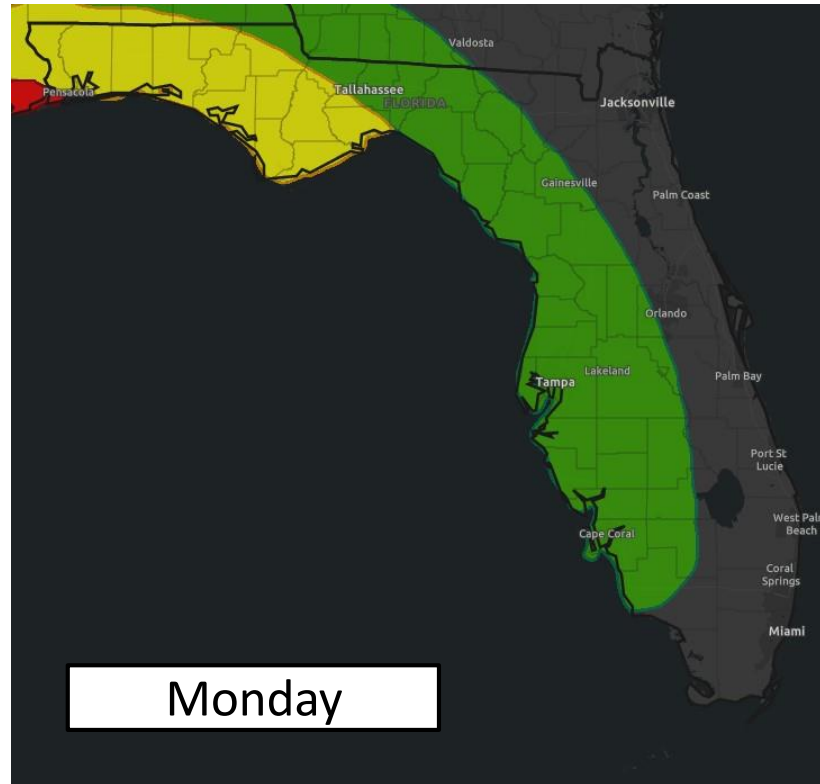 Valdosta
Pensacola
Tallahassee
FLORIDA
Jacksonville
Gainesville
Palm Coast
Orlando
Tampa
Lakeland
Palm Bay
Port St
Lucie
West Palm
Beach
Cape Coral
Coral
Springs
Miami
Monday